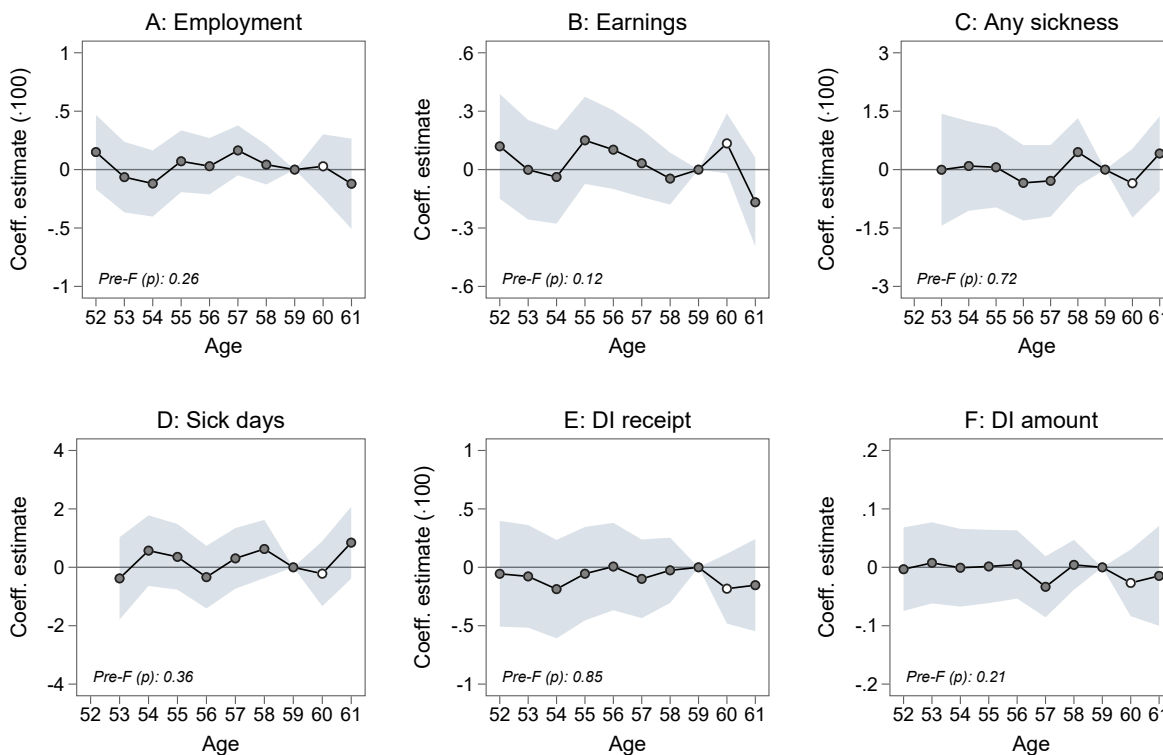 A: Employment
Coeff. estimate (·100)
1
.5
0
-.5
-1
Pre-F (p): 0.26
52 53 54 55 56 57 58 59 60 61
Age
B: Earnings
Coeff. estimate
.6
.3
0
-.3
-.6
Pre-F (p): 0.12
52 53 54 55 56 57 58 59 60 61
Age
C: Any sickness
Coeff. estimate (·100)
3
1.5
0
-1.5
-3
Pre-F (p): 0.72
52 53 54 55 56 57 58 59 60 61
Age
D: Sick days
Coeff. estimate
4
2
0
-2
-4
Pre-F (p): 0.36
52 53 54 55 56 57 58 59 60 61
Age
E: DI receipt
Coeff. estimate (·100)
1
.5
0
-.5
-1
Pre-F (p): 0.85
52 53 54 55 56 57 58 59 60 61
Age
F: DI amount
Coeff. estimate
.2
.1
0
-.1
-.2
Pre-F (p): 0.21
52 53 54 55 56 57 58 59 60 61
Age